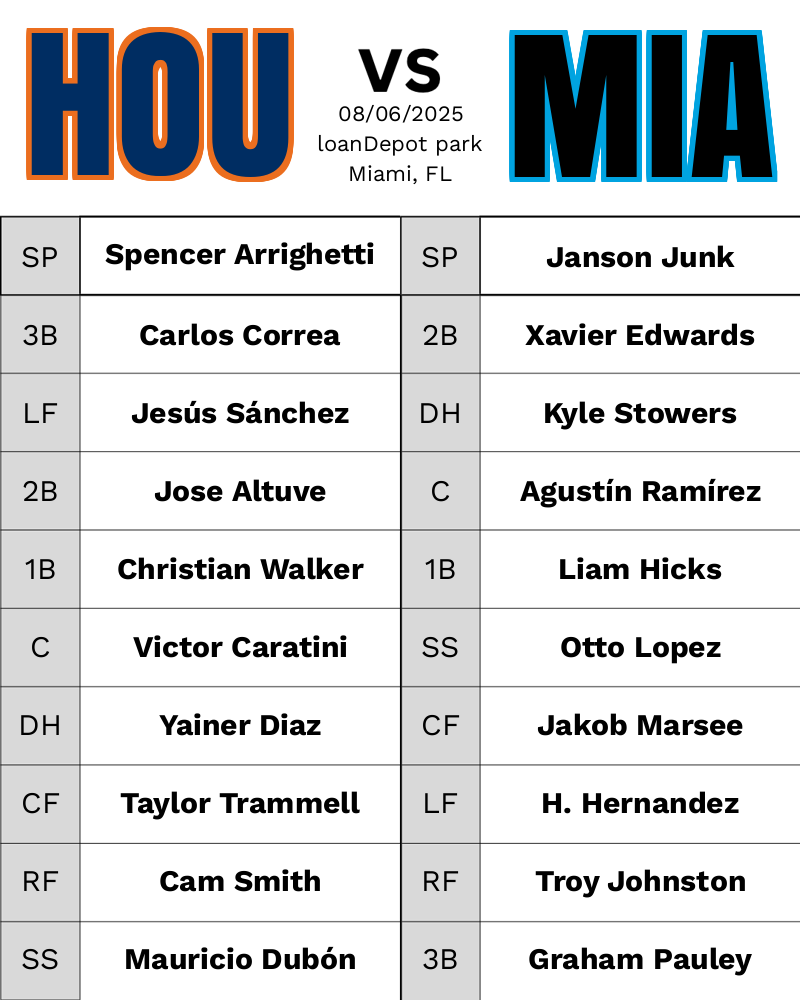 HOU
VS
MIA
08/06/2025
loanDepot park
Miami, FL
SP Spencer Arrighetti SP Janson Junk
3B Carlos Correa 2B Xavier Edwards
LF Jesús Sánchez DH Kyle Stowers
2B Jose Altuve C Agustín Ramírez
1B Christian Walker 1B Liam Hicks
C Victor Caratini SS Otto Lopez
DH Yainer Diaz CF Jakob Marsee
CF Taylor Trammell LF H. Hernandez
RF Cam Smith RF Troy Johnston
SS Mauricio Dubón 3B Graham Pauley